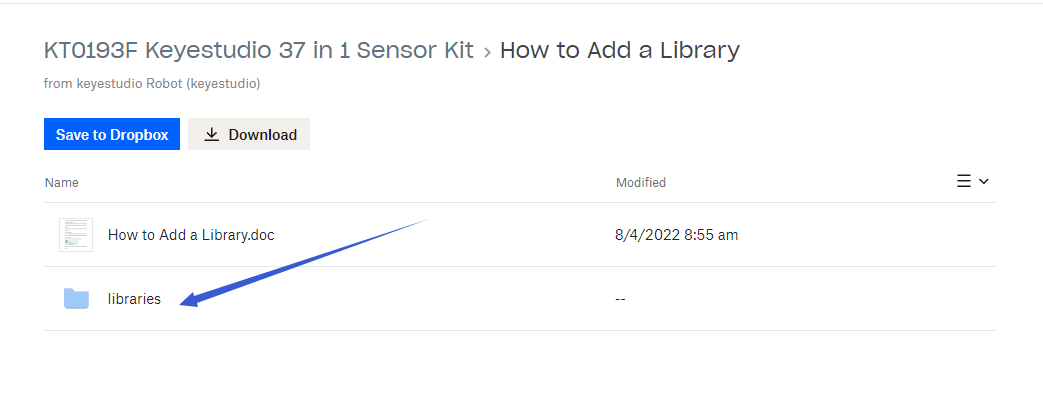 KT0193F Keyestudio 37 in 1 Sensor Kit › How to Add a Library
from keyestudio Robot (keyestudio)
Save to Dropbox Download
Name Modified
How to Add a Library.doc 8/4/2022 8:55 am
libraries --